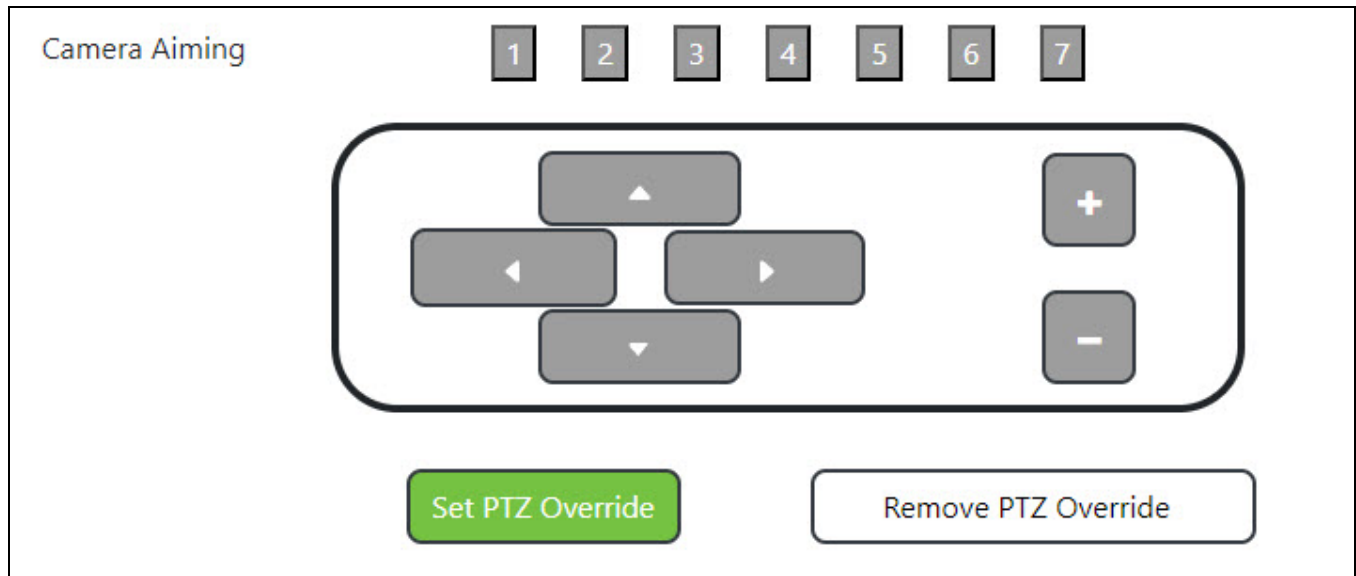 Camera Aiming 1 2 3 4 5 6 7
+
−
Set PTZ Override Remove PTZ Override